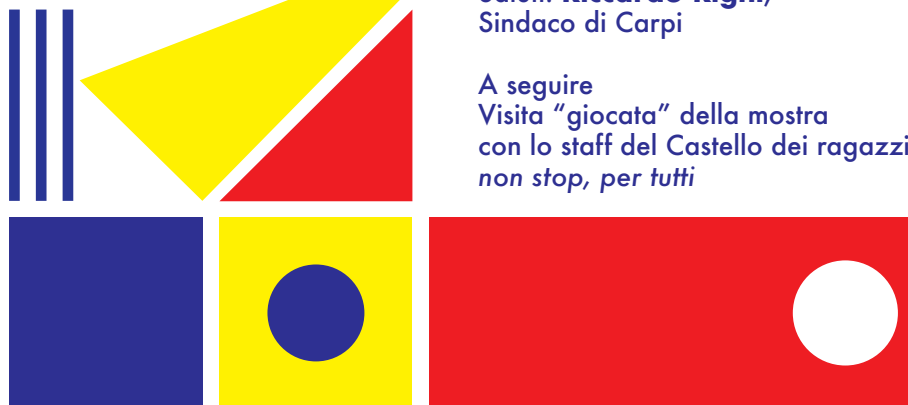 Sindaco di Carpi
A seguire
Visita “giocata” della mostra
con lo staff del Castello dei ragazzi
non stop, per tutti